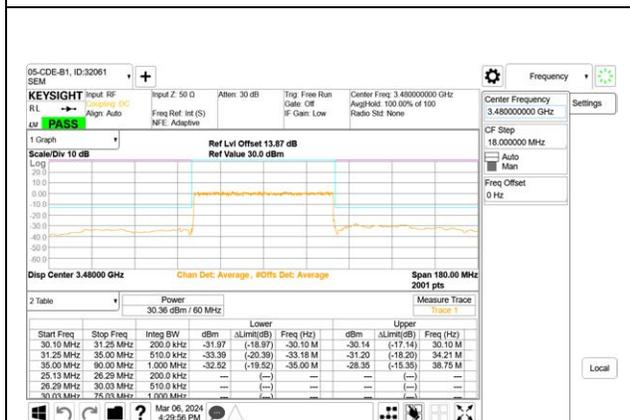 05-CDE-B1, ID:32061
SEM
Frequency
KEYSIGHT
RL
PASS
Input: RF
Coupling: DC
Align: Auto
Input Z: 50 Ω
Freq Ref: Int (S)
NFE: Adaptive
Atten: 30 dB
Trig: Free Run
Gate: Off
IF Gain: Low
Center Freq: 3.480000000 GHz
Avg|Hold: 100.00% of 100
Radio Std: None
Center Frequency
3.480000000 GHz
Settings
CF Step
18.000000 MHz
Auto
Man
Freq Offset
0 Hz
1 Graph
Scale/Div 10 dB
Ref Lvl Offset 13.87 dB
Ref Value 30.0 dBm
Log
20.0
10.0
0.00
-10.0
-20.0
-30.0
-40.0
-50.0
-60.0
Disp Center 3.48000 GHz
Chan Det: Average , #Offs Det: Average
Span 180.00 MHz
2001 pts
2 Table
Power
30.36 dBm / 60 MHz
Measure Trace
Trace 1
Lower Upper
Start Freq Stop Freq Integ BW dBm ΔLimit(dB) Freq (Hz) dBm ΔLimit(dB) Freq (Hz)
30.10 MHz 31.25 MHz 200.0 kHz -31.97 (-18.97) -30.10 M -30.14 (-17.14) 30.10 M
31.25 MHz 35.00 MHz 510.0 kHz -33.39 (-20.39) -33.18 M -31.20 (-18.20) 34.21 M
35.00 MHz 90.00 MHz 1.000 MHz -32.52 (-19.52) -35.00 M -28.35 (-15.35) 38.75 M
25.13 MHz 26.29 MHz 200.0 kHz --- (---) --- --- (---) ---
26.29 MHz 30.03 MHz 510.0 kHz --- (---) --- --- (---) ---
30.03 MHz 75.03 MHz 1.000 MHz --- (---) --- --- (---) ---
Local
?
Mar 06, 2024
4:29:56 PM